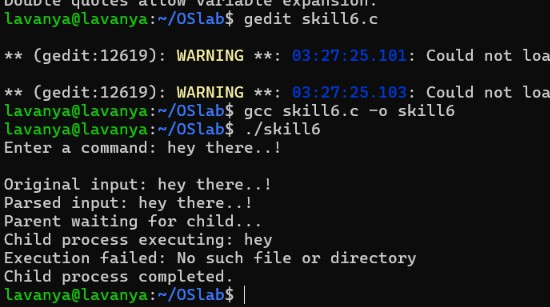 Double quotes allow variable expansion.
lavanya@lavanya:~/OSlab$ gedit skill6.c

** (gedit:12619): WARNING **: 03:27:25.101: Could not loa

** (gedit:12619): WARNING **: 03:27:25.103: Could not loa
lavanya@lavanya:~/OSlab$ gcc skill6.c -o skill6
lavanya@lavanya:~/OSlab$ ./skill6
Enter a command: hey there..!

Original input: hey there..!
Parsed input: hey there..!
Parent waiting for child...
Child process executing: hey
Execution failed: No such file or directory
Child process completed.
lavanya@lavanya:~/OSlab$